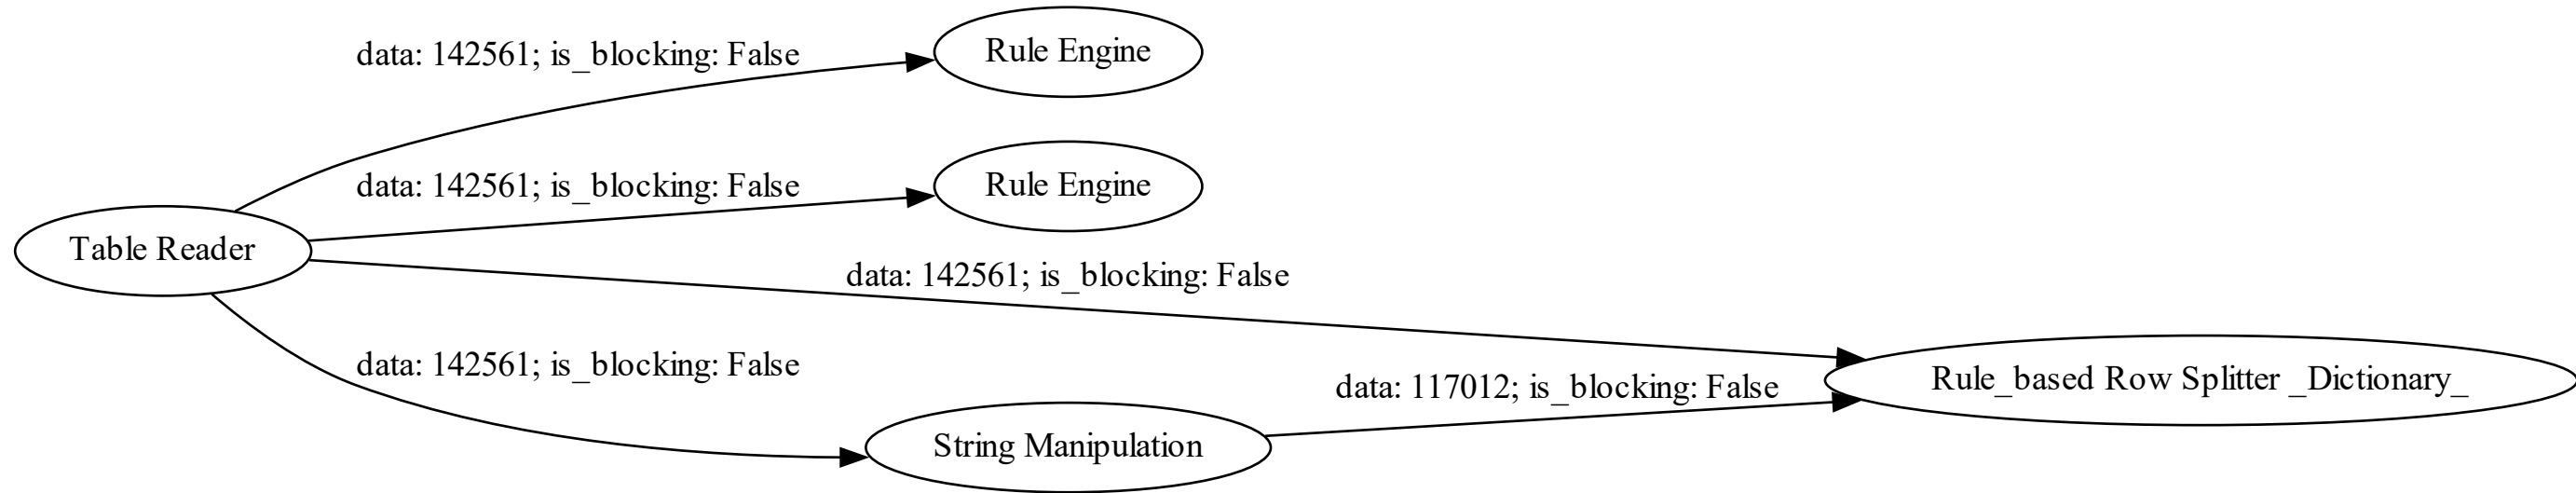 data: 142561; is_blocking: False
Rule Engine
data: 142561; is_blocking: False
Rule Engine
Table Reader
data: 142561; is_blocking: False
data: 142561; is_blocking: False
data: 117012; is_blocking: False
Rule_based Row Splitter _Dictionary_
String Manipulation